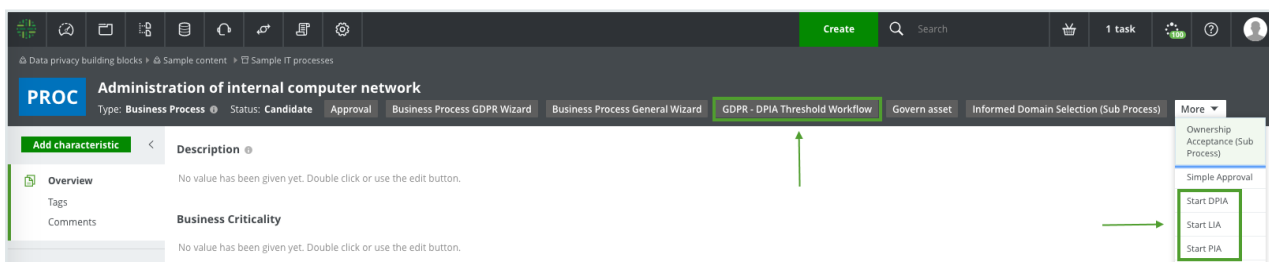 Create
Search
1 task
100
Data privacy building blocks
Sample content
Sample IT processes
PROC
Administration of internal computer network
Type: Business Process
Status: Candidate
Approval
Business Process GDPR Wizard
Business Process General Wizard
GDPR - DPIA Threshold Workflow
Govern asset
Informed Domain Selection (Sub Process)
More
Ownership
Acceptance (Sub
Process)
Simple Approval
Start DPIA
Start LIA
Start PIA
Add characteristic
Overview
Tags
Comments
Description
No value has been given yet. Double click or use the edit button.
Business Criticality
No value has been given yet. Double click or use the edit button.